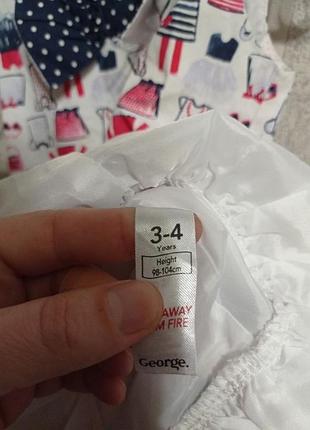 3-4
Years
Height
98-104cm
AWAY
M FIRE
George.